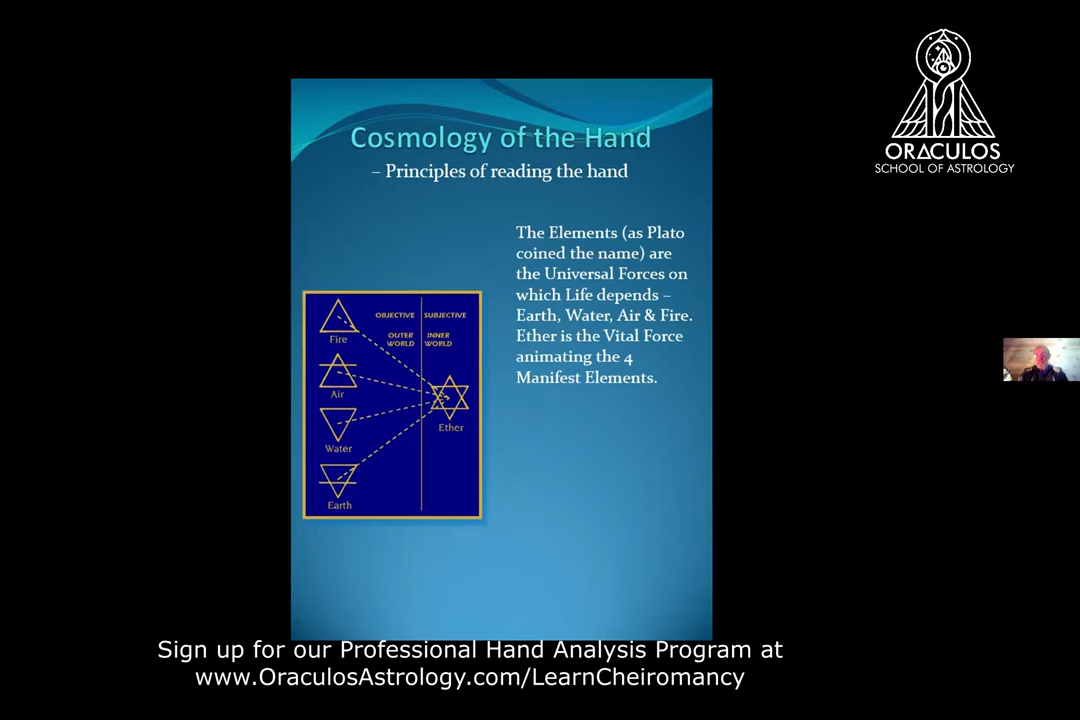 ORACULOS
SCHOOL OF ASTROLOGY
Cosmology of the Hand
– Principles of reading the hand
The Elements (as Plato
coined the name) are
the Universal Forces on
which Life depends –
Earth, Water, Air & Fire.
Ether is the Vital Force
animating the 4
Manifest Elements.
OBJECTIVE
SUBJECTIVE
OUTER
WORLD
INNER
WORLD
Fire
Air
Water
Earth
Ether
Sign up for our Professional Hand Analysis Program at
www.OraculosAstrology.com/LearnCheiromancy